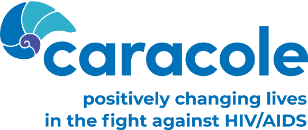 caracole
positively changing lives
in the fight against HIV/AIDS